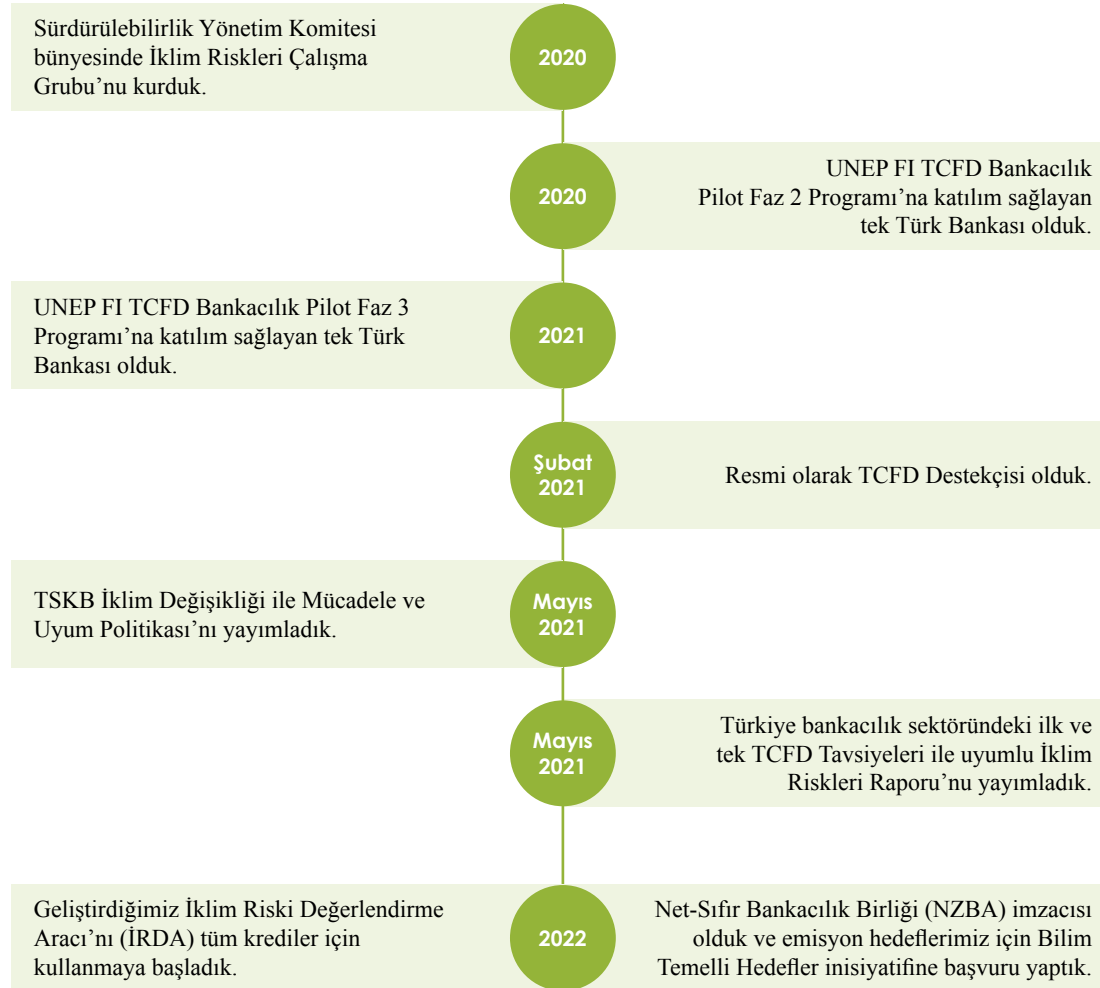 Sürdürülebilirlik Yönetim Komitesi
bünyesinde İklim Riskleri Çalışma
Grubu’nu kurduk.
2020
2020
UNEP FI TCFD Bankacılık
Pilot Faz 2 Programı’na katılım sağlayan
tek Türk Bankası olduk.
UNEP FI TCFD Bankacılık Pilot Faz 3
Programı’na katılım sağlayan tek Türk
Bankası olduk.
2021
Şubat
2021
Resmi olarak TCFD Destekçisi olduk.
TSKB İklim Değişikliği ile Mücadele ve
Uyum Politikası’nı yayımladık.
Mayıs
2021
Mayıs
2021
Türkiye bankacılık sektöründeki ilk ve
tek TCFD Tavsiyeleri ile uyumlu İklim
Riskleri Raporu’nu yayımladık.
Geliştirdiğimiz İklim Riski Değerlendirme
Aracı’nı (İRDA) tüm krediler için
kullanmaya başladık.
2022
Net-Sıfır Bankacılık Birliği (NZBA) imzacısı
olduk ve emisyon hedeflerimiz için Bilim
Temelli Hedefler inisiyatifine başvuru yaptık.